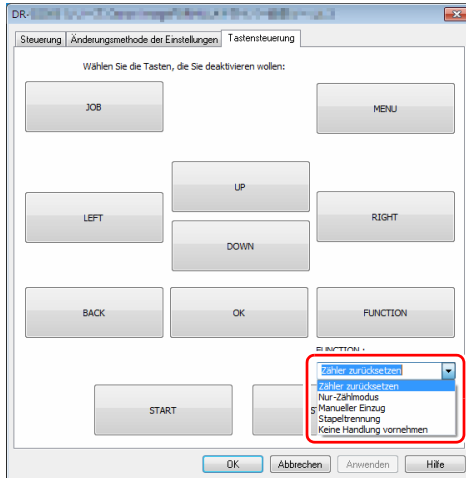 DR-
Steuerung Änderungsmethode der Einstellungen Tastensteuerung
Wählen Sie die Tasten, die Sie deaktivieren wollen:
JOB
MENU
UP
LEFT
RIGHT
DOWN
BACK
OK
FUNCTION
FUNCTION :
Zähler zurücksetzen
Zähler zurücksetzen
Nur-Zählmodus
Manueller Einzug
Stapeltrennung
Keine Handlung vornehmen
START
OK Abbrechen Anwenden Hilfe